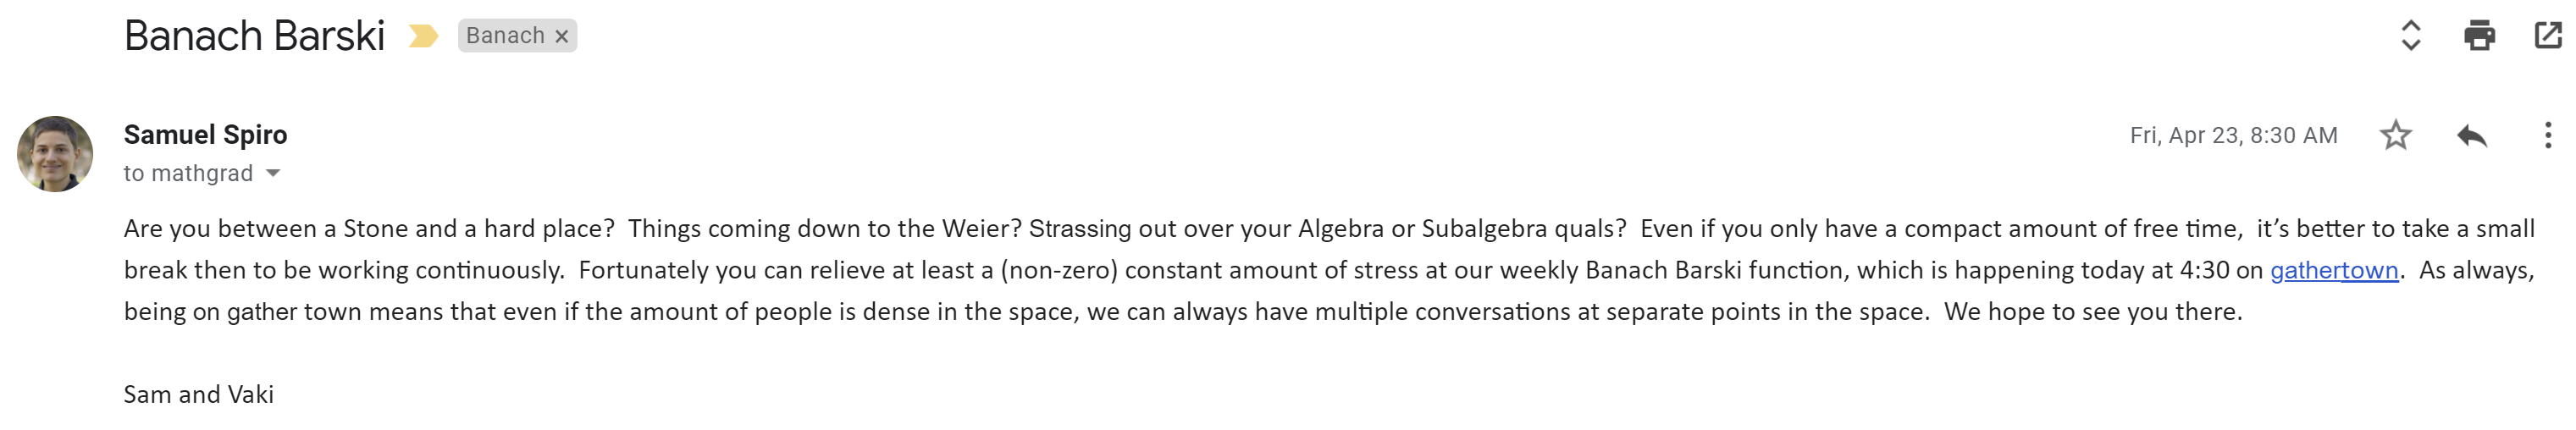 Banach Barski Banach ×
Samuel Spiro Fri, Apr 23, 8:30 AM
to mathgrad
Are you between a Stone and a hard place?  Things coming down to the Weier? Strassing out over your Algebra or Subalgebra quals?  Even if you only have a compact amount of free time,  it’s better to take a small
break then to be working continuously.  Fortunately you can relieve at least a (non-zero) constant amount of stress at our weekly Banach Barski function, which is happening today at 4:30 on gathertown.  As always,
being on gather town means that even if the amount of people is dense in the space, we can always have multiple conversations at separate points in the space.  We hope to see you there.
Sam and Vaki